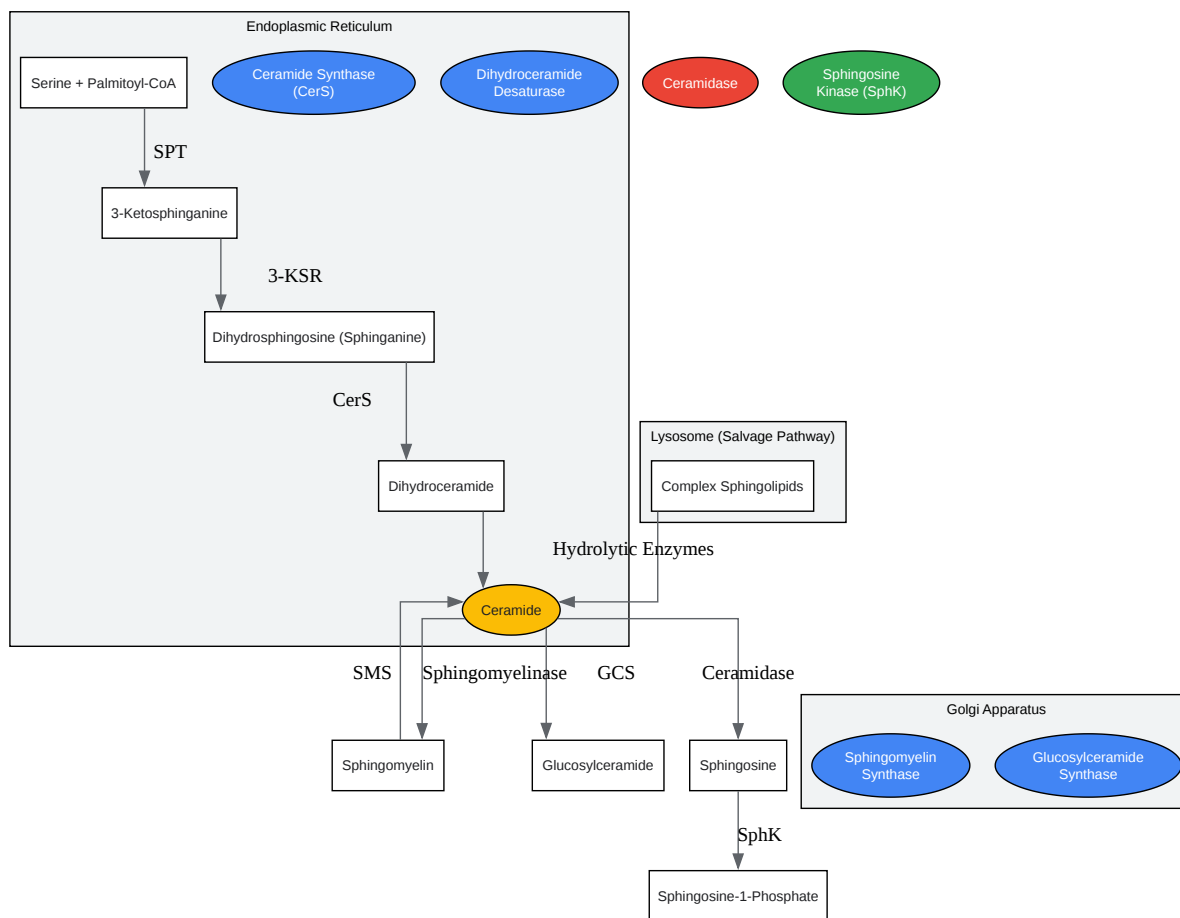 Endoplasmic Reticulum
Serine + Palmitoyl-CoA
Ceramide Synthase
(CerS)
Dihydroceramide
Desaturase
Ceramidase
Sphingosine
Kinase (SphK)
SPT
3-Ketosphinganine
3-KSR
Dihydrosphingosine (Sphinganine)
CerS
Lysosome (Salvage Pathway)
Dihydroceramide
Complex Sphingolipids
Hydrolytic Enzymes
Ceramide
SMS
Sphingomyelinase
GCS
Ceramidase
Golgi Apparatus
Sphingomyelin
Glucosylceramide
Sphingosine
Sphingomyelin
Synthase
Glucosylceramide
Synthase
SphK
Sphingosine-1-Phosphate